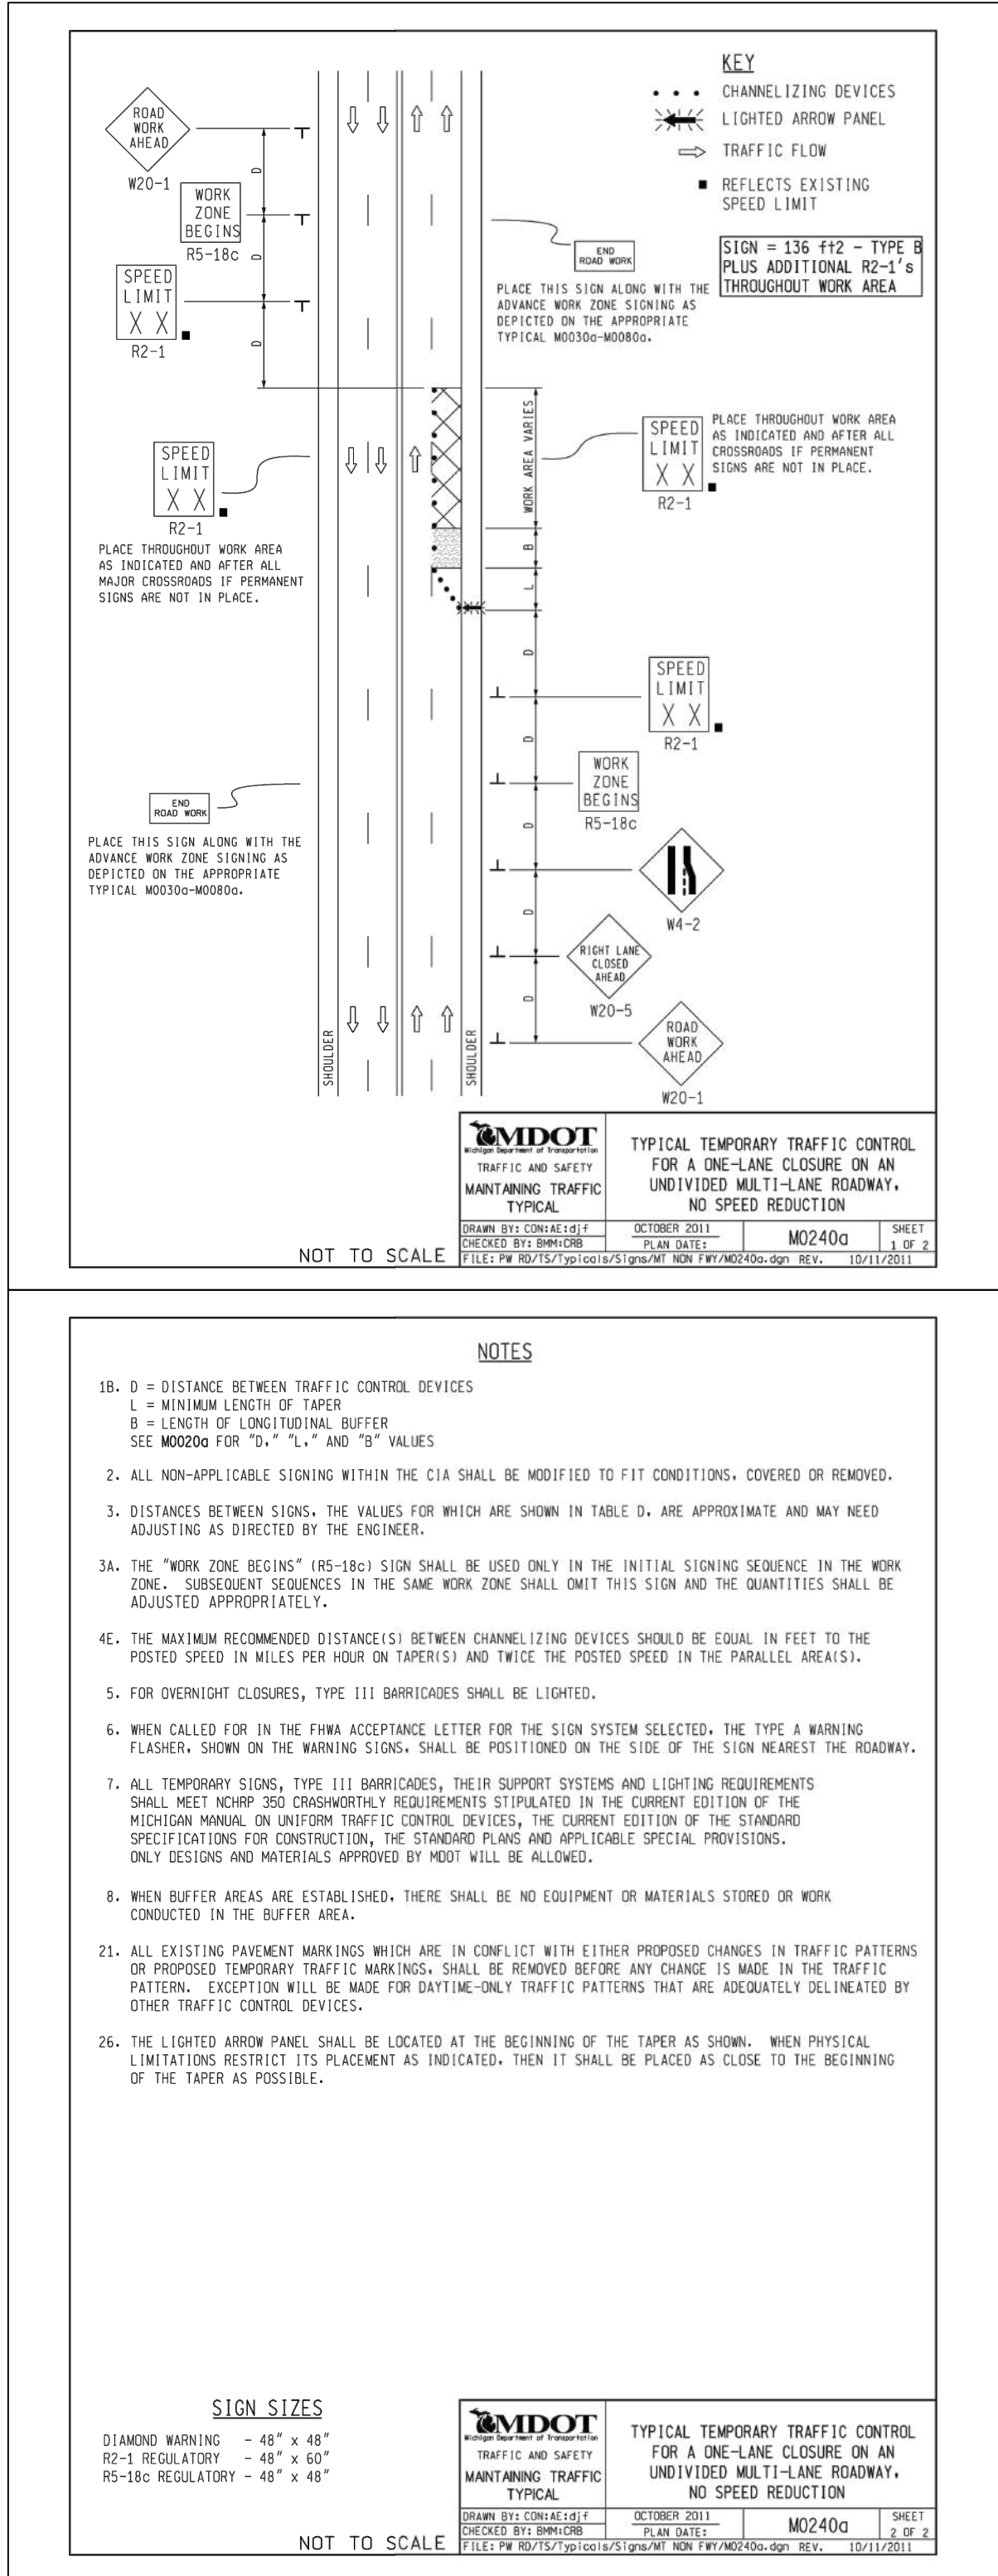 KEY
CHANNELIZING DEVICES
LIGHTED ARROW PANEL
TRAFFIC FLOW
REFLECTS EXISTING
SPEED LIMIT
SIGN = 136 ft2 - TYPE B
PLUS ADDITIONAL R2-1's
THROUGHOUT WORK AREA
ROAD
WORK
AHEAD
W20-1
D
WORK
ZONE
BEGINS
R5-18c
D
SPEED
LIMIT
X X
R2-1
D
END
ROAD WORK
PLACE THIS SIGN ALONG WITH THE
ADVANCE WORK ZONE SIGNING AS
DEPICTED ON THE APPROPRIATE
TYPICAL M0030a-M0080a.
SPEED
LIMIT
X X
R2-1
PLACE THROUGHOUT WORK AREA
AS INDICATED AND AFTER ALL
MAJOR CROSSROADS IF PERMANENT
SIGNS ARE NOT IN PLACE.
WORK AREA VARIES
SPEED
LIMIT
X X
R2-1
PLACE THROUGHOUT WORK AREA
AS INDICATED AND AFTER ALL
CROSSROADS IF PERMANENT
SIGNS ARE NOT IN PLACE.
B
L
D
SPEED
LIMIT
X X
R2-1
D
WORK
ZONE
BEGINS
R5-18c
END
ROAD WORK
PLACE THIS SIGN ALONG WITH THE
ADVANCE WORK ZONE SIGNING AS
DEPICTED ON THE APPROPRIATE
TYPICAL M0030a-M0080a.
D
W4-2
D
RIGHT LANE
CLOSED
AHEAD
W20-5
D
ROAD
WORK
AHEAD
W20-1
SHOULDER
SHOULDER
NOT TO SCALE
MDOT
Michigan Department of Transportation
TRAFFIC AND SAFETY
MAINTAINING TRAFFIC
TYPICAL
TYPICAL TEMPORARY TRAFFIC CONTROL
FOR A ONE-LANE CLOSURE ON AN
UNDIVIDED MULTI-LANE ROADWAY,
NO SPEED REDUCTION
DRAWN BY: CON:AE:djf
CHECKED BY: BMM:CRB
OCTOBER 2011
PLAN DATE:
M0240a
SHEET
1 OF 2
FILE: PW RD/TS/Typicals/Signs/MT NON FWY/M0240a.dgn REV. 10/11/2011
NOTES
1B. D = DISTANCE BETWEEN TRAFFIC CONTROL DEVICES
L = MINIMUM LENGTH OF TAPER
B = LENGTH OF LONGITUDINAL BUFFER
SEE M0020a FOR "D," "L," AND "B" VALUES
2. ALL NON-APPLICABLE SIGNING WITHIN THE CIA SHALL BE MODIFIED TO FIT CONDITIONS, COVERED OR REMOVED.
3. DISTANCES BETWEEN SIGNS, THE VALUES FOR WHICH ARE SHOWN IN TABLE D, ARE APPROXIMATE AND MAY NEED
ADJUSTING AS DIRECTED BY THE ENGINEER.
3A. THE "WORK ZONE BEGINS" (R5-18c) SIGN SHALL BE USED ONLY IN THE INITIAL SIGNING SEQUENCE IN THE WORK
ZONE. SUBSEQUENT SEQUENCES IN THE SAME WORK ZONE SHALL OMIT THIS SIGN AND THE QUANTITIES SHALL BE
ADJUSTED APPROPRIATELY.
4E. THE MAXIMUM RECOMMENDED DISTANCE(S) BETWEEN CHANNELIZING DEVICES SHOULD BE EQUAL IN FEET TO THE
POSTED SPEED IN MILES PER HOUR ON TAPER(S) AND TWICE THE POSTED SPEED IN THE PARALLEL AREA(S).
5. FOR OVERNIGHT CLOSURES, TYPE III BARRICADES SHALL BE LIGHTED.
6. WHEN CALLED FOR IN THE FHWA ACCEPTANCE LETTER FOR THE SIGN SYSTEM SELECTED, THE TYPE A WARNING
FLASHER, SHOWN ON THE WARNING SIGNS, SHALL BE POSITIONED ON THE SIDE OF THE SIGN NEAREST THE ROADWAY.
7. ALL TEMPORARY SIGNS, TYPE III BARRICADES, THEIR SUPPORT SYSTEMS AND LIGHTING REQUIREMENTS
SHALL MEET NCHRP 350 CRASHWORTHLY REQUIREMENTS STIPULATED IN THE CURRENT EDITION OF THE
MICHIGAN MANUAL ON UNIFORM TRAFFIC CONTROL DEVICES, THE CURRENT EDITION OF THE STANDARD
SPECIFICATIONS FOR CONSTRUCTION, THE STANDARD PLANS AND APPLICABLE SPECIAL PROVISIONS.
ONLY DESIGNS AND MATERIALS APPROVED BY MDOT WILL BE ALLOWED.
8. WHEN BUFFER AREAS ARE ESTABLISHED, THERE SHALL BE NO EQUIPMENT OR MATERIALS STORED OR WORK
CONDUCTED IN THE BUFFER AREA.
21. ALL EXISTING PAVEMENT MARKINGS WHICH ARE IN CONFLICT WITH EITHER PROPOSED CHANGES IN TRAFFIC PATTERNS
OR PROPOSED TEMPORARY TRAFFIC MARKINGS, SHALL BE REMOVED BEFORE ANY CHANGE IS MADE IN THE TRAFFIC
PATTERN. EXCEPTION WILL BE MADE FOR DAYTIME-ONLY TRAFFIC PATTERNS THAT ARE ADEQUATELY DELINEATED BY
OTHER TRAFFIC CONTROL DEVICES.
26. THE LIGHTED ARROW PANEL SHALL BE LOCATED AT THE BEGINNING OF THE TAPER AS SHOWN. WHEN PHYSICAL
LIMITATIONS RESTRICT ITS PLACEMENT AS INDICATED, THEN IT SHALL BE PLACED AS CLOSE TO THE BEGINNING
OF THE TAPER AS POSSIBLE.
SIGN SIZES
DIAMOND WARNING - 48" x 48"
R2-1 REGULATORY - 48" x 60"
R5-18c REGULATORY - 48" x 48"
NOT TO SCALE
MDOT
Michigan Department of Transportation
TRAFFIC AND SAFETY
MAINTAINING TRAFFIC
TYPICAL
TYPICAL TEMPORARY TRAFFIC CONTROL
FOR A ONE-LANE CLOSURE ON AN
UNDIVIDED MULTI-LANE ROADWAY,
NO SPEED REDUCTION
DRAWN BY: CON:AE:djf
CHECKED BY: BMM:CRB
OCTOBER 2011
PLAN DATE:
M0240a
SHEET
2 OF 2
FILE: PW RD/TS/Typicals/Signs/MT NON FWY/M0240a.dgn REV. 10/11/2011